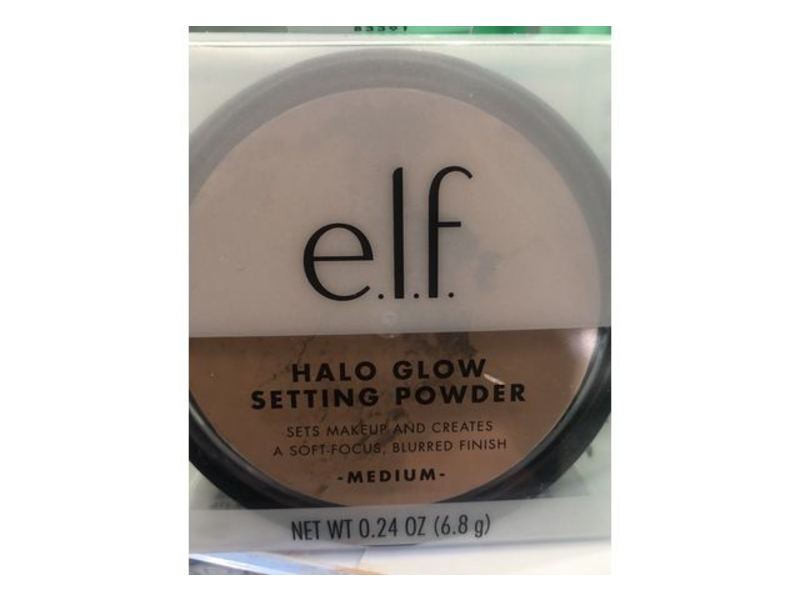 e.l.f.
HALO GLOW
SETTING POWDER
SETS MAKEUP AND CREATES
A SOFT-FOCUS, BLURRED FINISH
-MEDIUM-
NET WT 0.24 OZ (6.8 g)